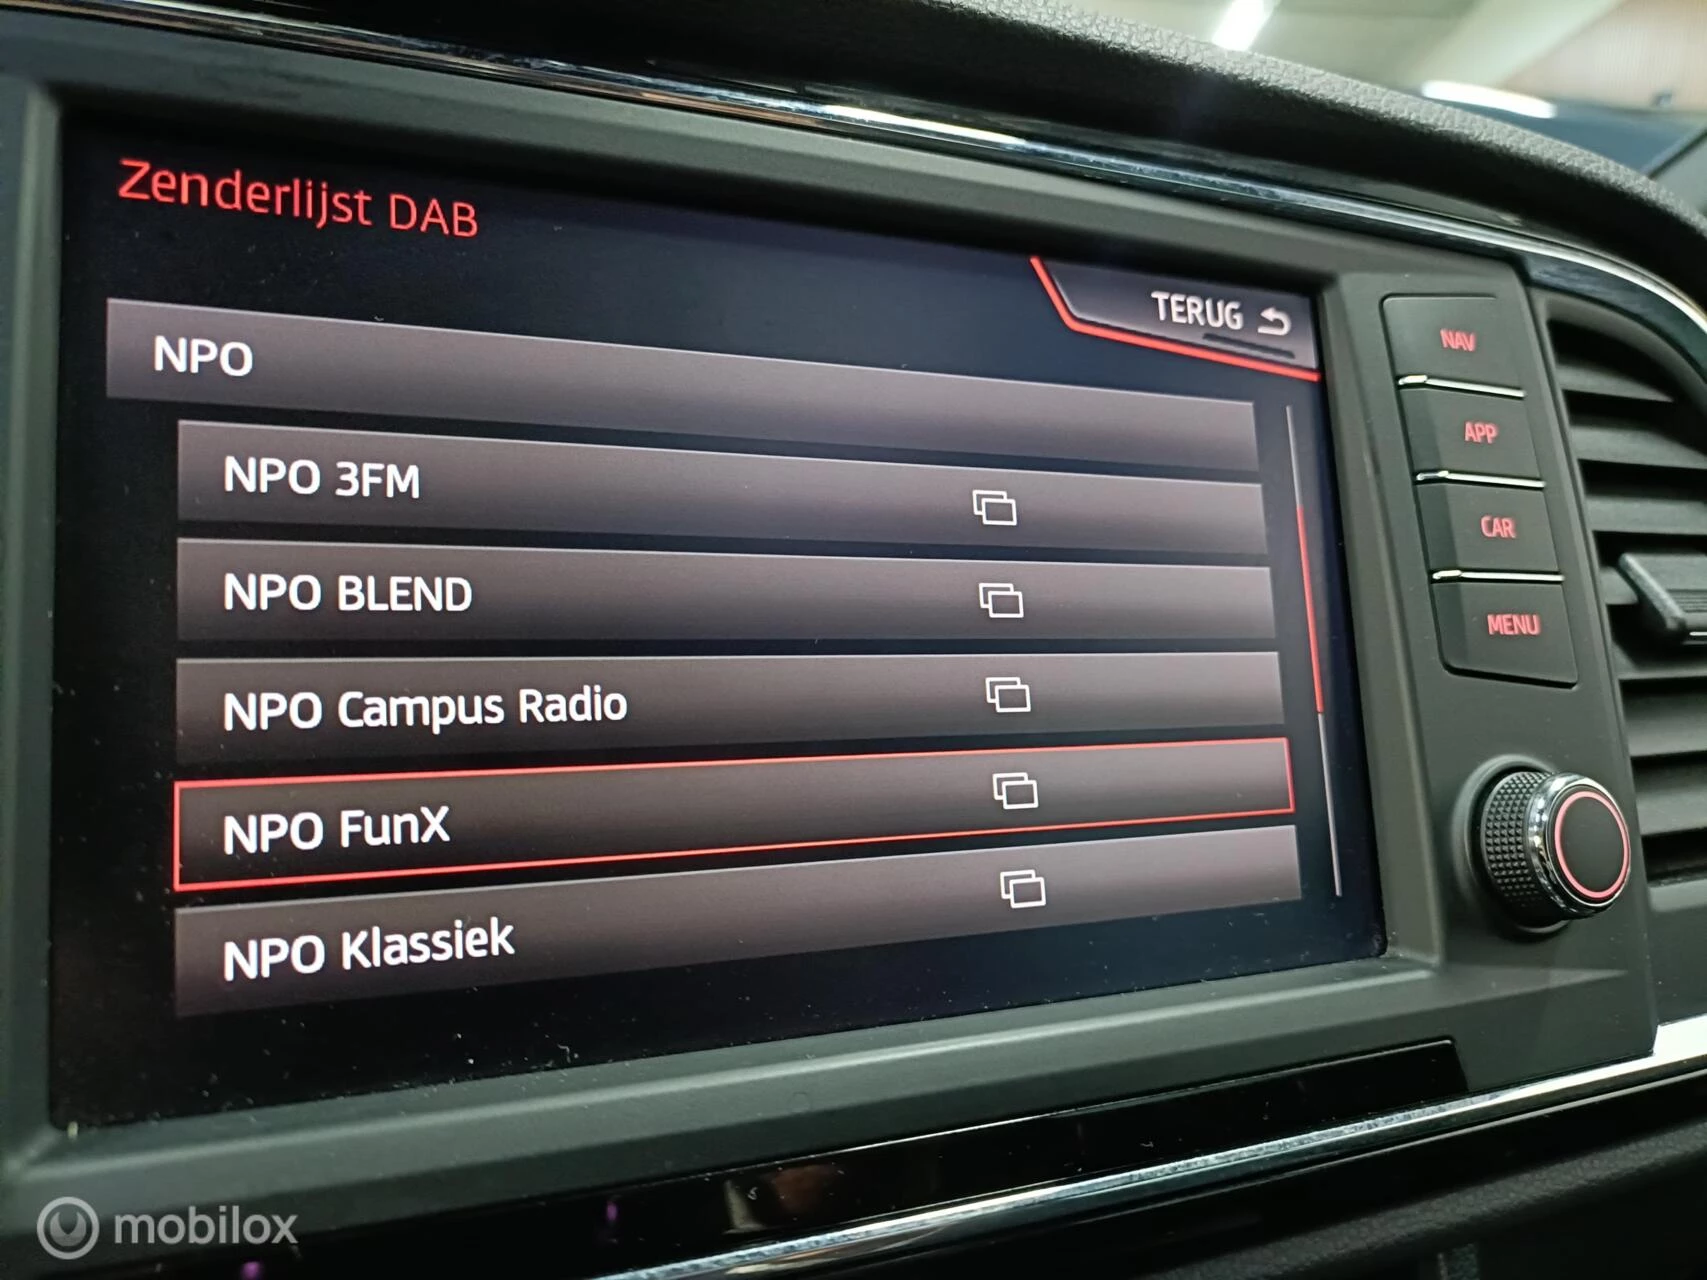 Zenderlijst DAB
TERUG
NPO
NPO 3FM
NPO BLEND
NPO Campus Radio
NPO FunX
NPO Klassiek
NAV
APP
CAR
MENU
mobilox